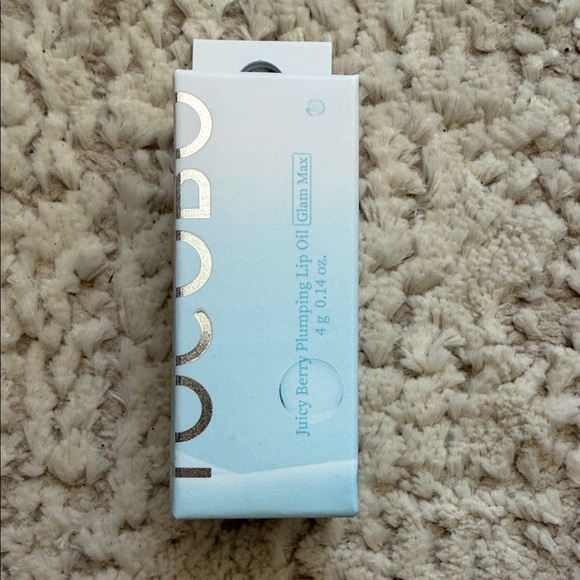 TOCOBO
Juicy Berry Plumping Lip Oil Glam Max
4 g 0.14 oz.